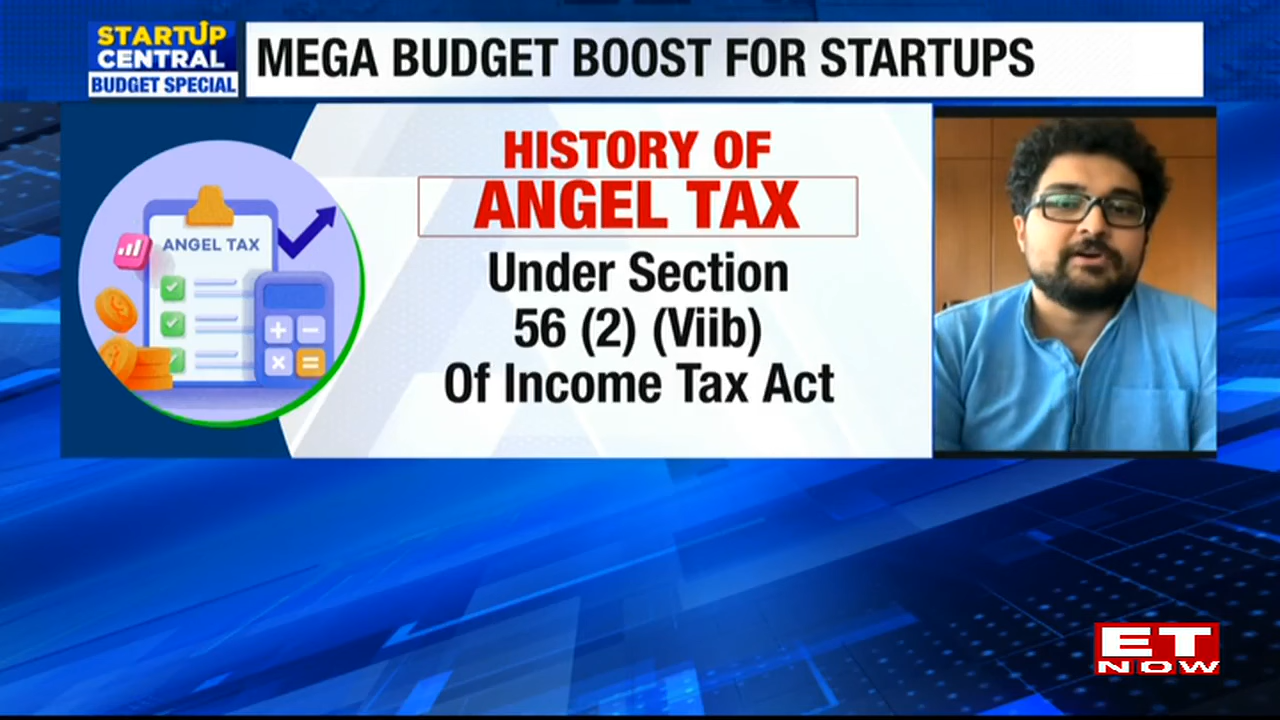 STARTUP
CENTRAL
BUDGET SPECIAL
MEGA BUDGET BOOST FOR STARTUPS
HISTORY OF
ANGEL TAX
Under Section
56 (2) (Viib)
Of Income Tax Act
ANGEL TAX
ET
NOW